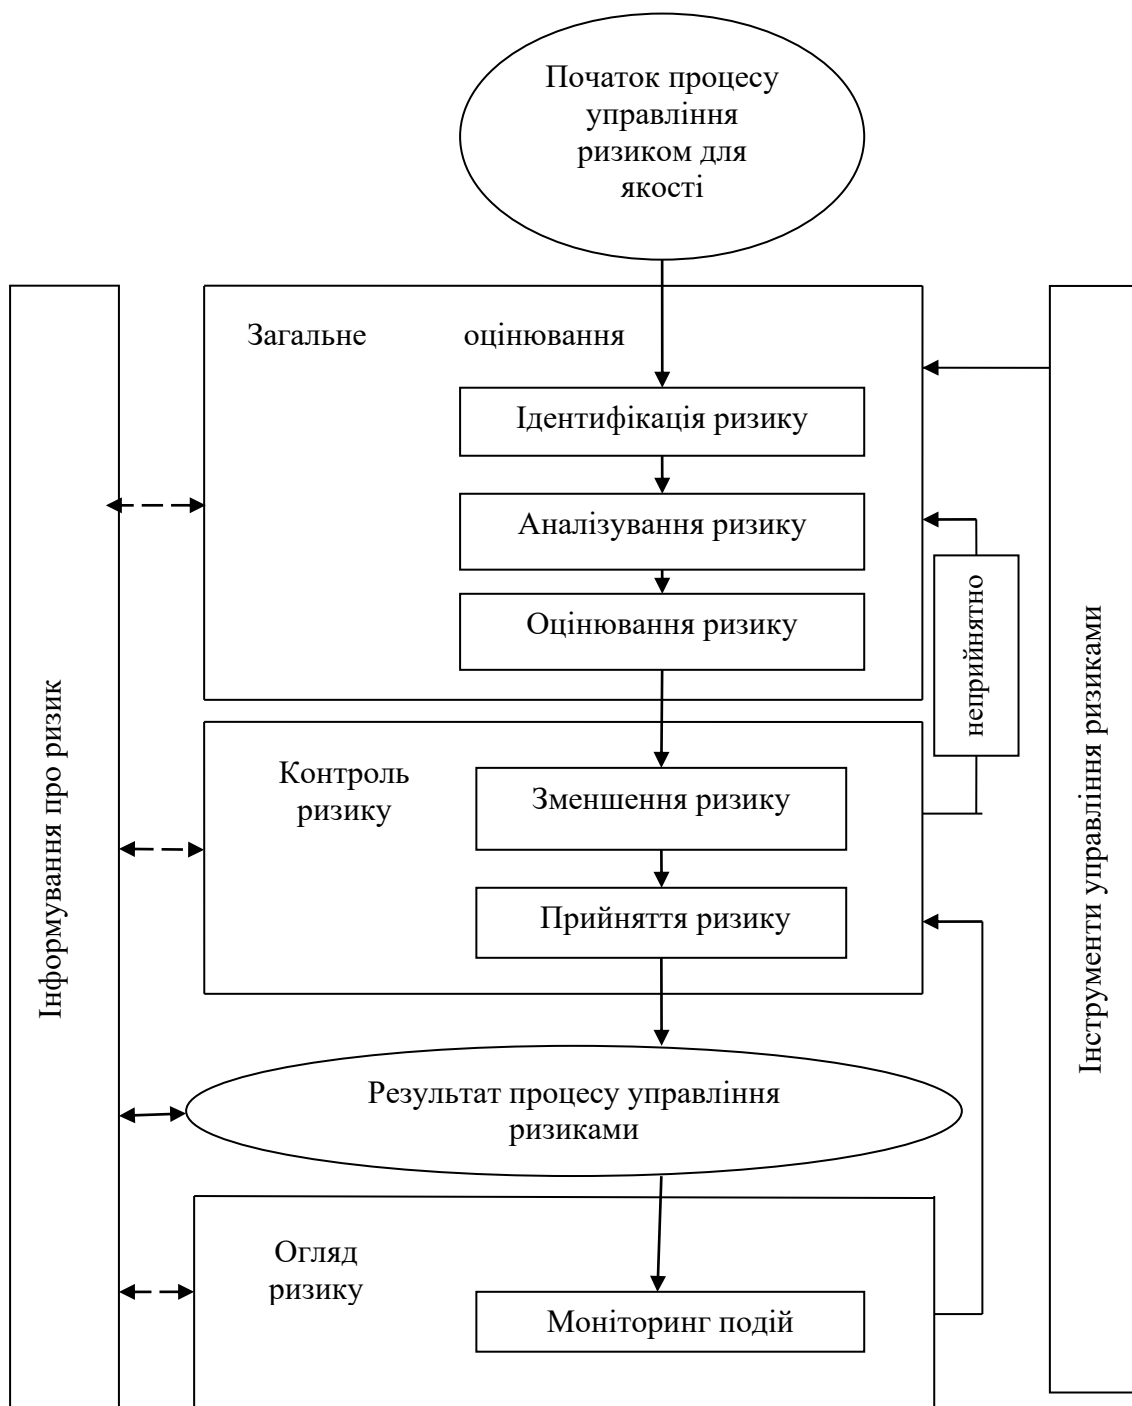 Початок процесу
управління
ризиком для
якості
Загальне оцінювання
Ідентифікація ризику
Аналізування ризику
Оцінювання ризику
неприйнятно
Контроль
ризику
Зменшення ризику
Прийняття ризику
Результат процесу управління
ризиками
Огляд
ризику
Моніторинг подій
Інформування про ризик
Інструменти управління ризиками